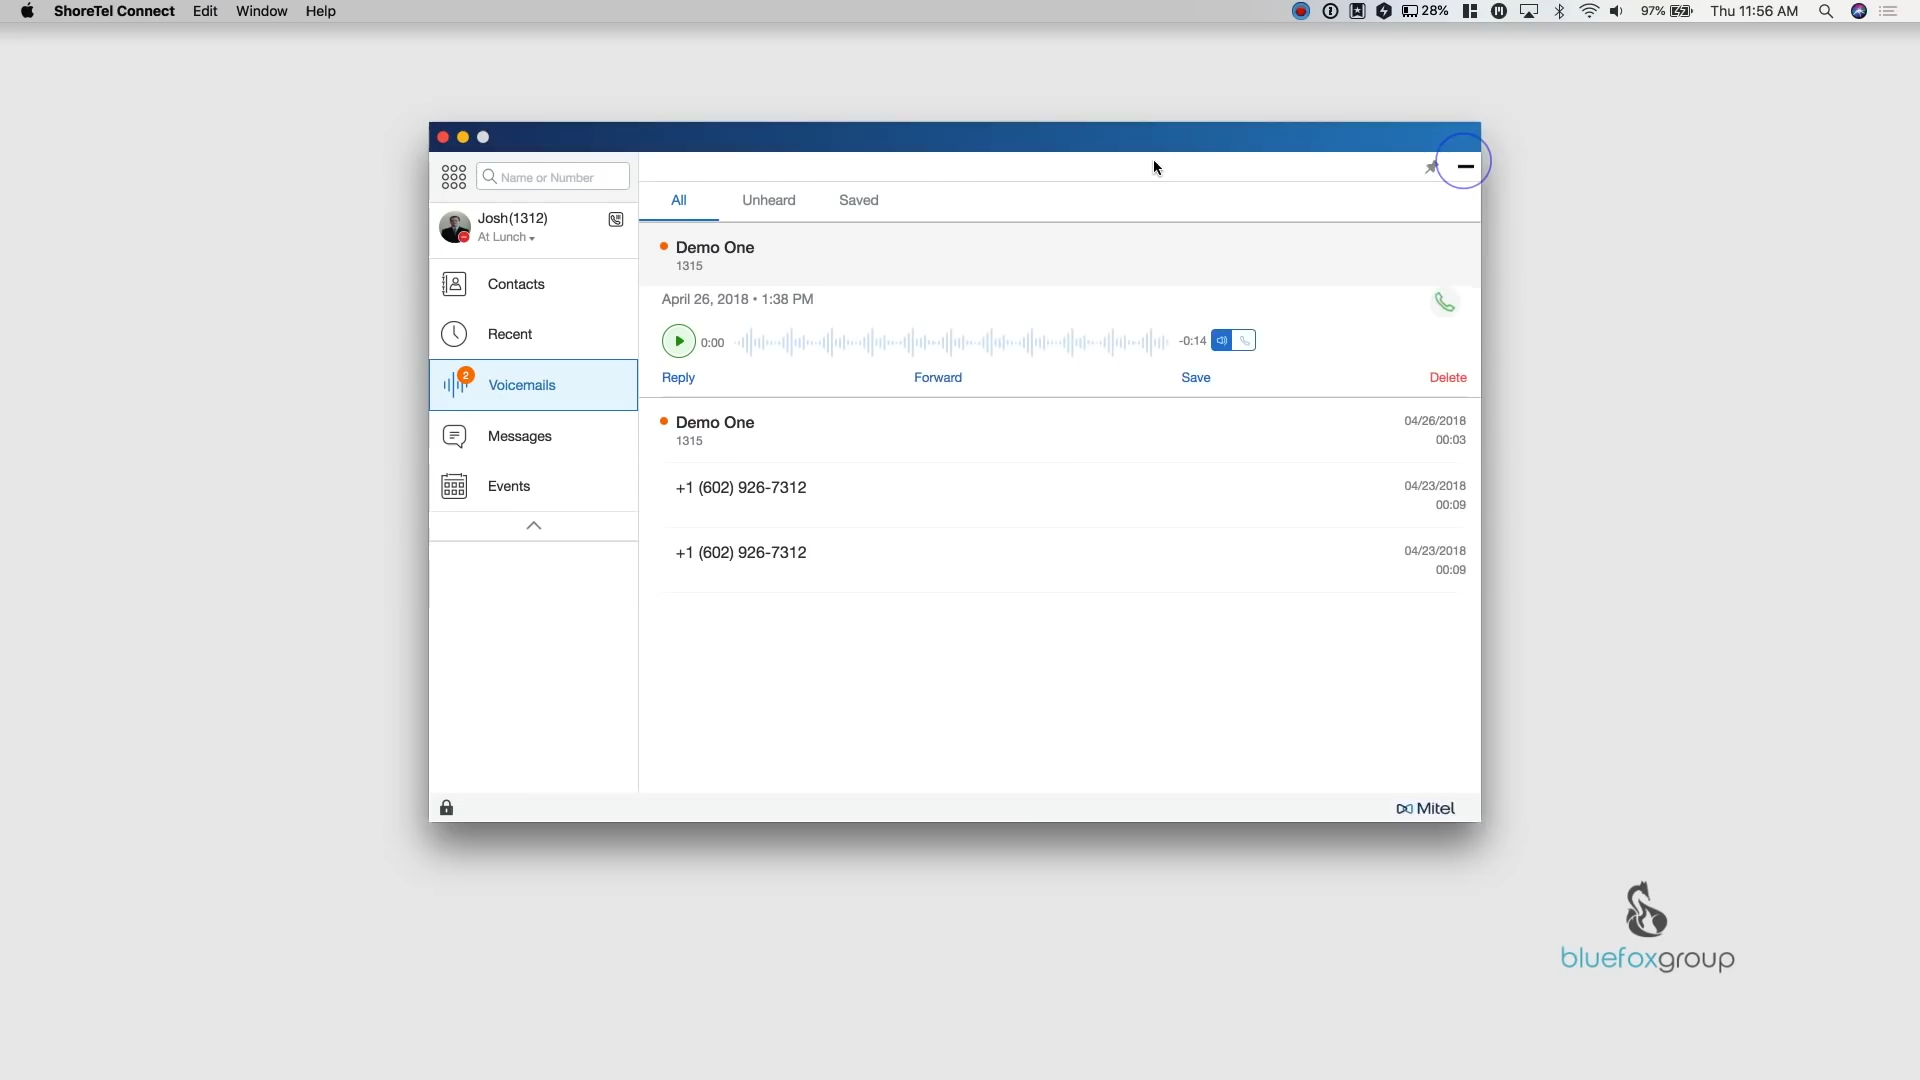 ShoreTel Connect Edit Window Help 28% 97% Thu 11:56 AM
Name or Number
Josh(1312)
At Lunch
Contacts
Recent
2
Voicemails
Messages
Events
All Unheard Saved
Demo One
1315
April 26, 2018 • 1:38 PM
0:00 -0:14
Reply Forward Save Delete
Demo One 04/26/2018
1315 00:03
+1 (602) 926-7312 04/23/2018
00:09
+1 (602) 926-7312 04/23/2018
00:09
Mitel
bluefoxgroup